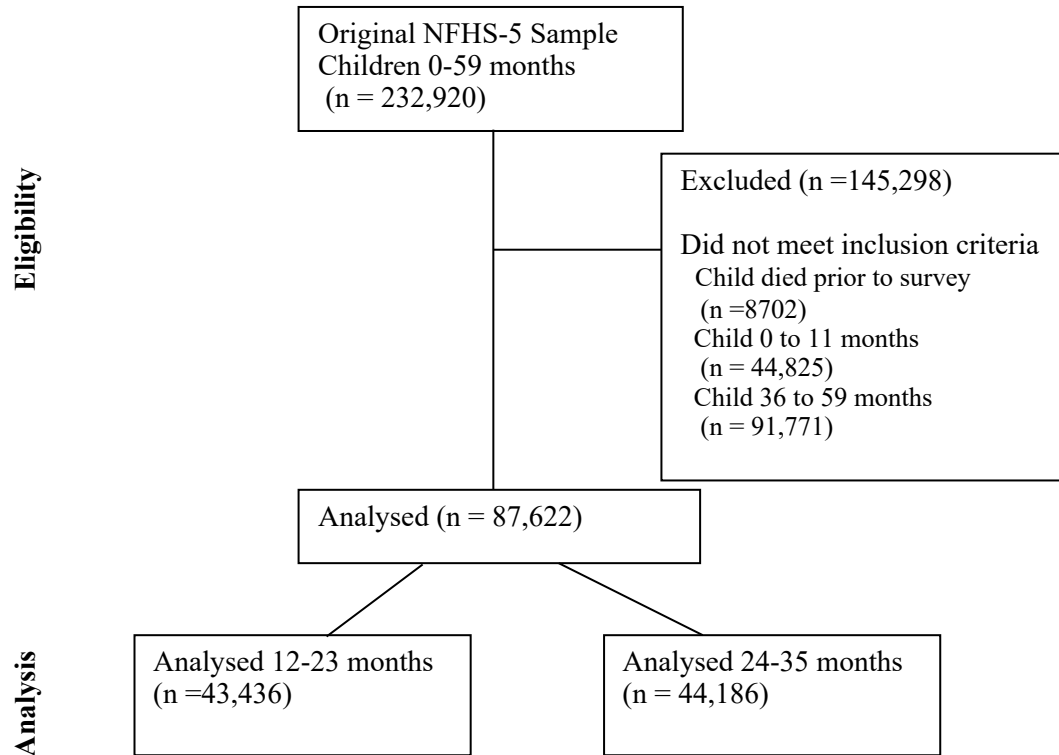 Original NFHS-5 Sample
Children 0-59 months
(n = 232,920)
Eligibility
Excluded (n =145,298)
Did not meet inclusion criteria
Child died prior to survey
(n =8702)
Child 0 to 11 months
(n = 44,825)
Child 36 to 59 months
(n = 91,771)
Analysed (n = 87,622)
Analysis
Analysed 12-23 months
(n =43,436)
Analysed 24-35 months
(n = 44,186)